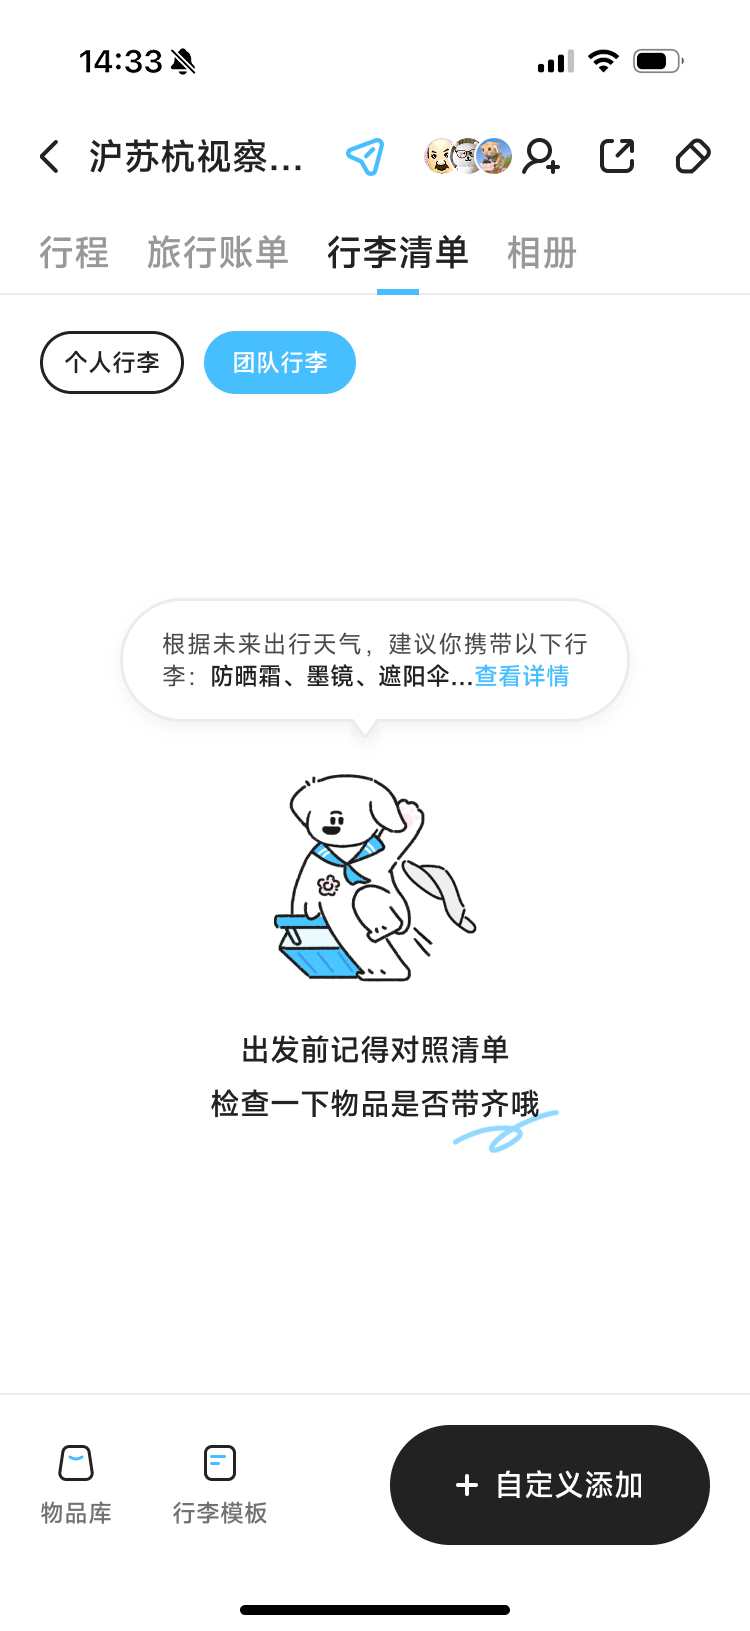 14:33
沪苏杭视察...
行程
旅行账单
行李清单
相册
个人行李
团队行李
根据未来出行天气，建议你携带以下行
李：防晒霜、墨镜、遮阳伞...查看详情
出发前记得对照清单
检查一下物品是否带齐哦
物品库
行李模板
+ 自定义添加